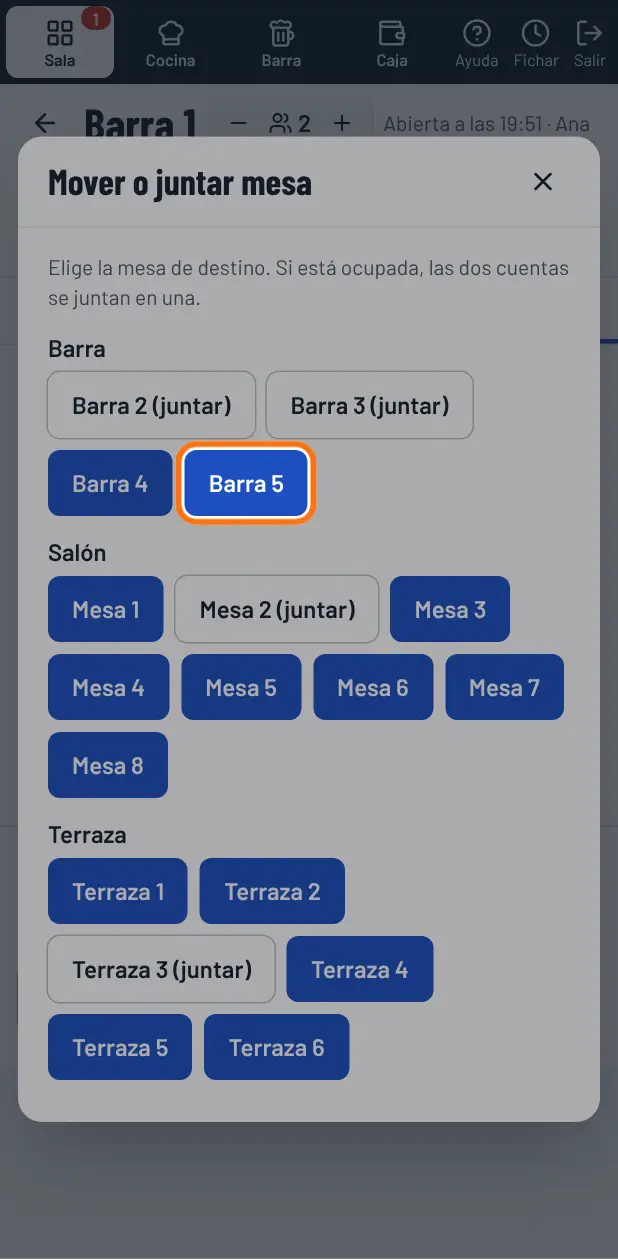 1
Sala
Cocina
Barra
Caja
Ayuda
Fichar
Salir
Barra 1
2
Abierta a las 19:51 · Ana
Mover o juntar mesa
Elige la mesa de destino. Si está ocupada, las dos cuentas
se juntan en una.
Barra
Barra 2 (juntar)
Barra 3 (juntar)
Barra 4
Barra 5
Salón
Mesa 1
Mesa 2 (juntar)
Mesa 3
Mesa 4
Mesa 5
Mesa 6
Mesa 7
Mesa 8
Terraza
Terraza 1
Terraza 2
Terraza 3 (juntar)
Terraza 4
Terraza 5
Terraza 6